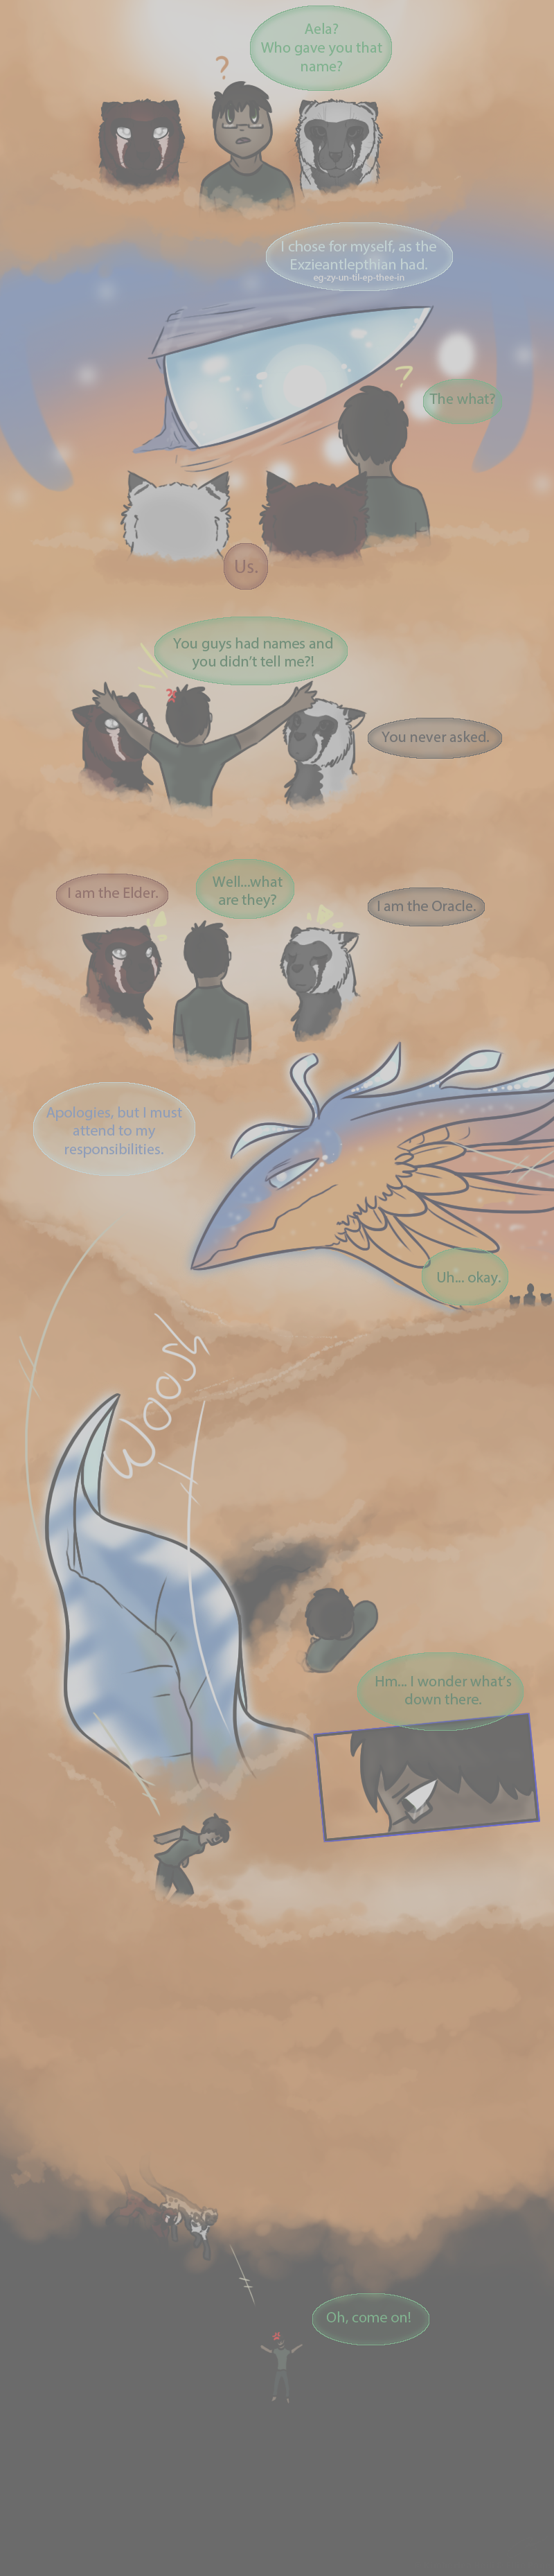 Aela?
Who gave you that
name?
?
I chose for myself, as the
Exzieantlepthian had.
eg-zy-un-til-ep-thee-in
?
The what?
Us.
You guys had names and
you didn't tell me?!
?
You never asked.
I am the Elder.
Well...what
are they?
I am the Oracle.
Apologies, but I must
attend to my
responsibilities.
Uh... okay.
Woosh
Hm... I wonder what's
down there.
Oh, come on!